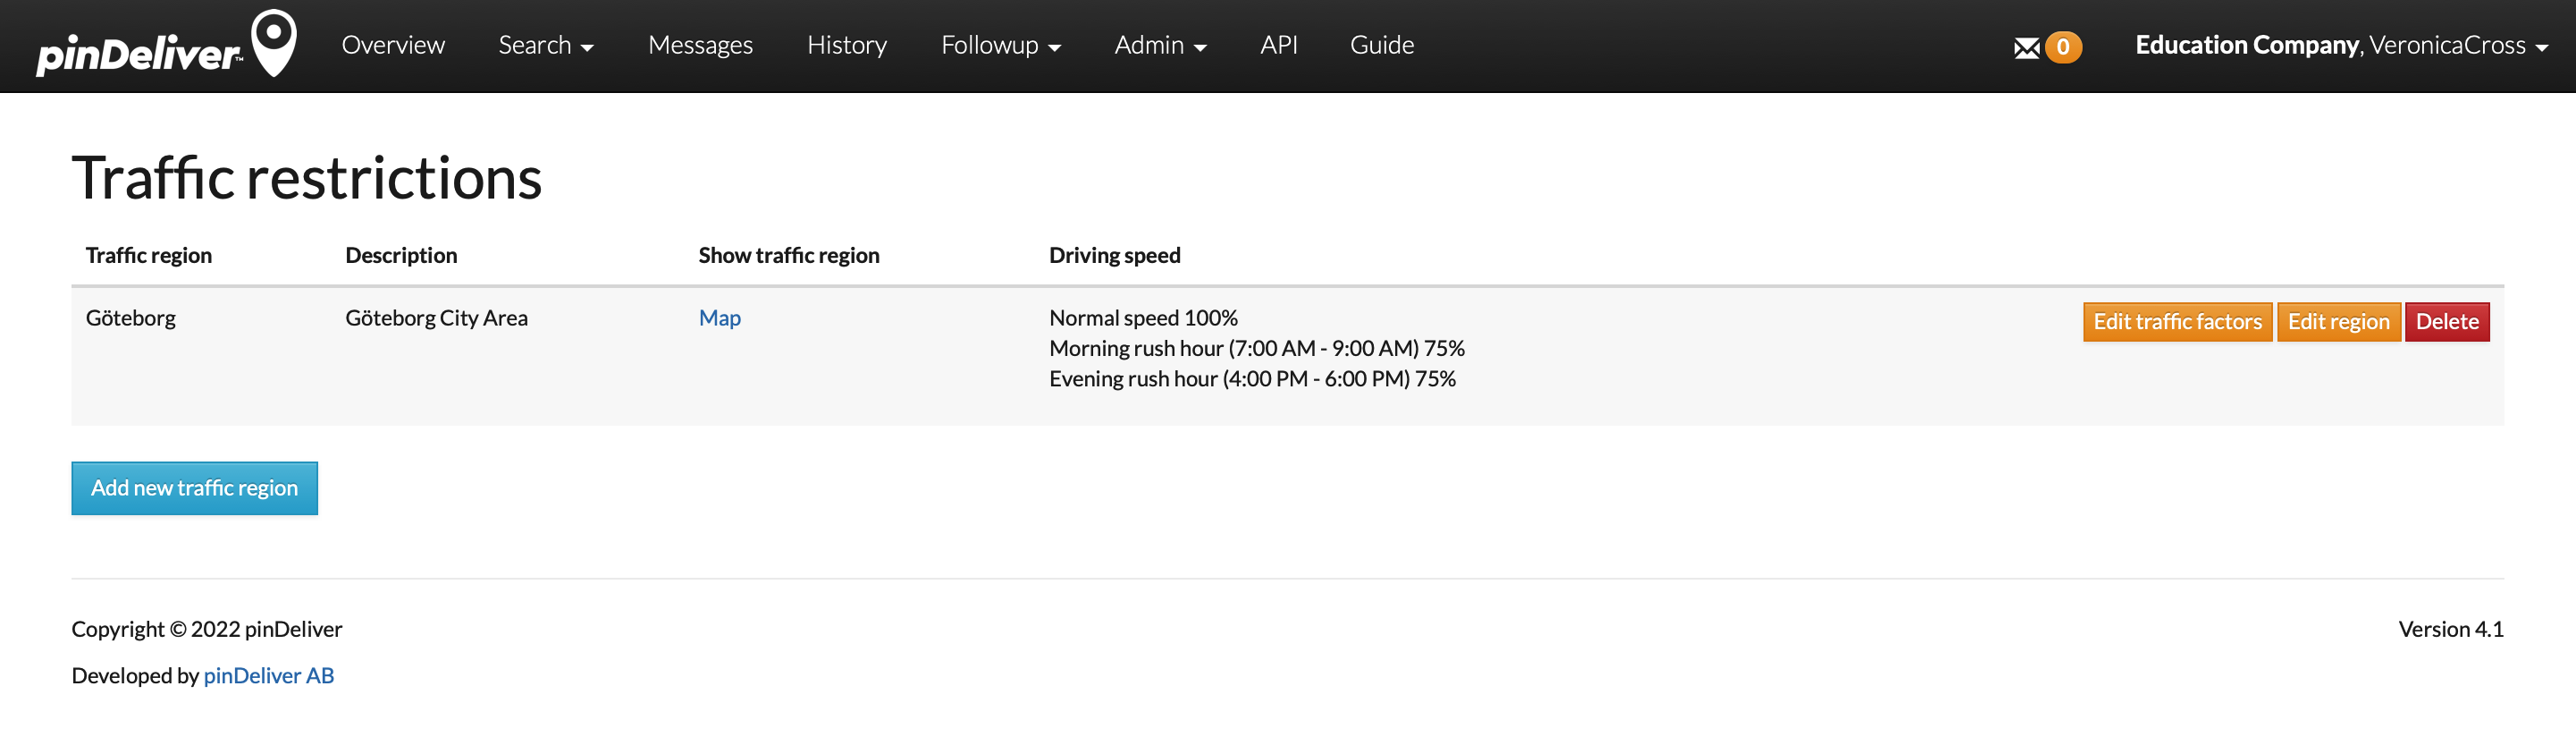 pinDeliver™ Overview Search Messages History Followup Admin API Guide 0 Education Company, VeronicaCross
Traffic restrictions
Traffic region Description Show traffic region Driving speed
Göteborg Göteborg City Area Map Normal speed 100% Edit traffic factors Edit region Delete
Morning rush hour (7:00 AM - 9:00 AM) 75%
Evening rush hour (4:00 PM - 6:00 PM) 75%
Add new traffic region
Copyright © 2022 pinDeliver Version 4.1
Developed by pinDeliver AB